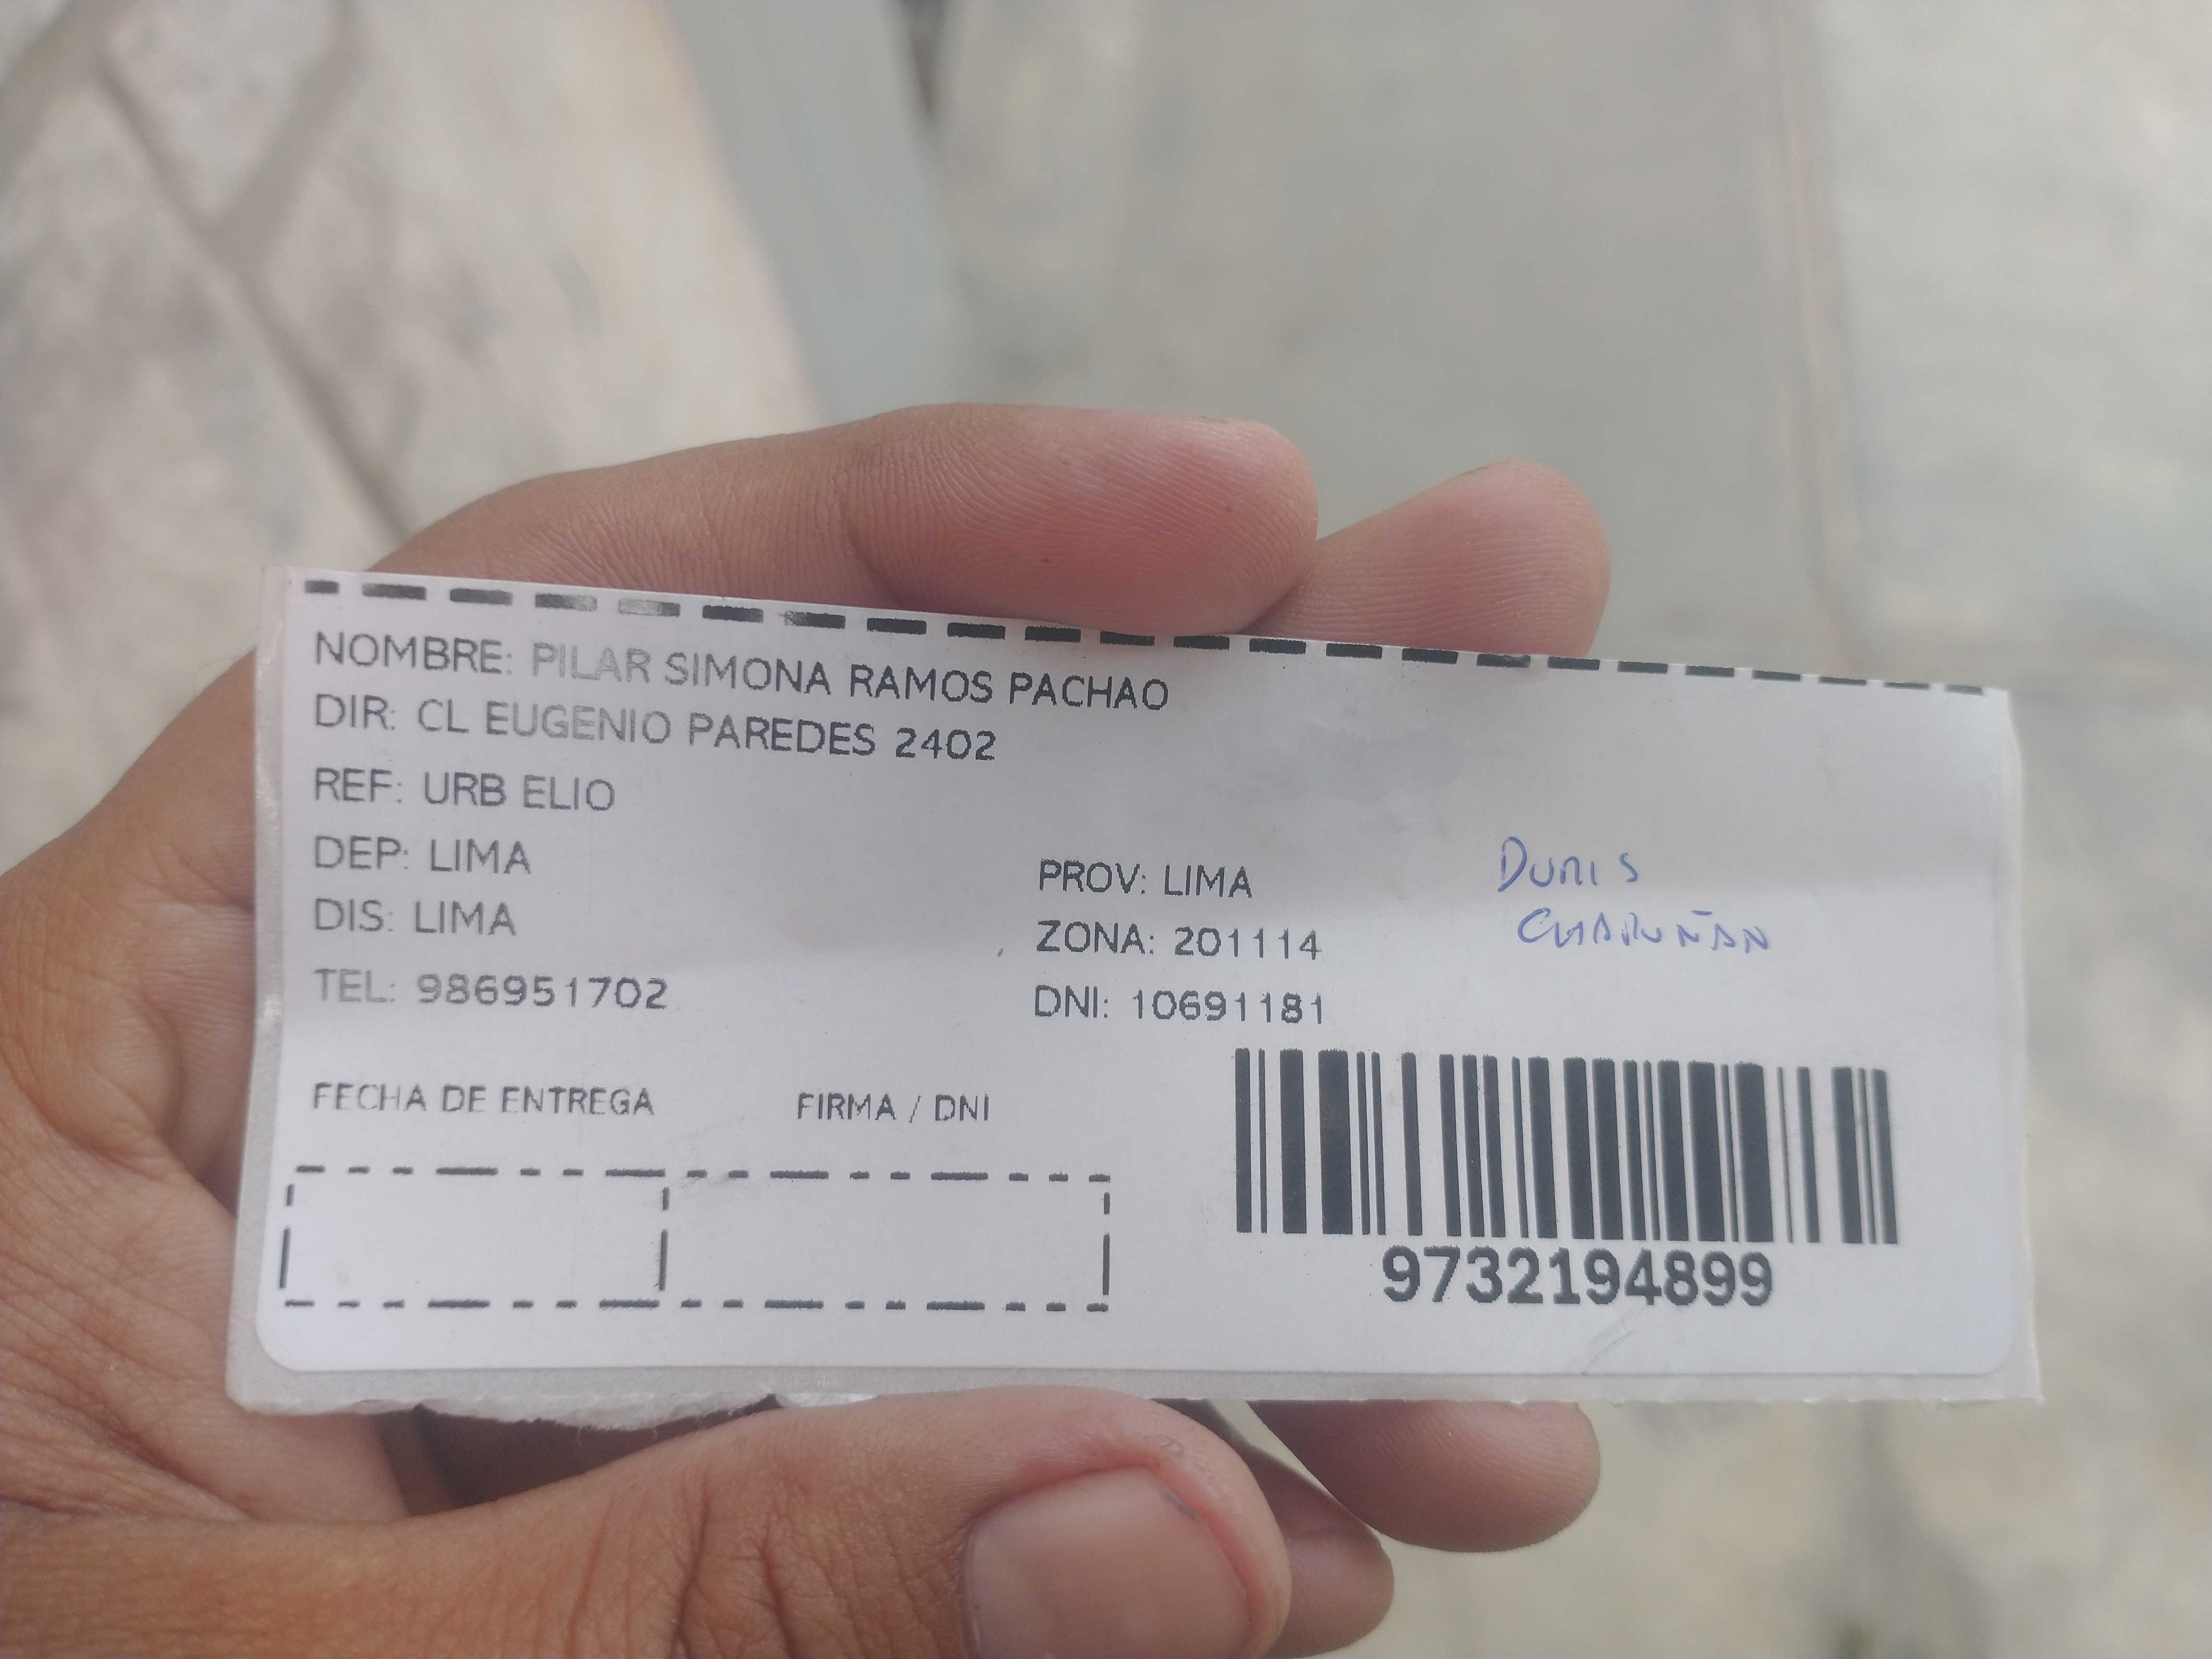 NOMBRE: PILAR SIMONA RAMOS PACHAO
DIR: CL EUGENIO PAREDES 2402
REF: URB ELIO
DEP: LIMA
PROV: LIMA
DIS: LIMA
ZONA: 201114
TEL: 986951702
DNI: 10691181
FECHA DE ENTREGA
FIRMA / DNI
9732194899